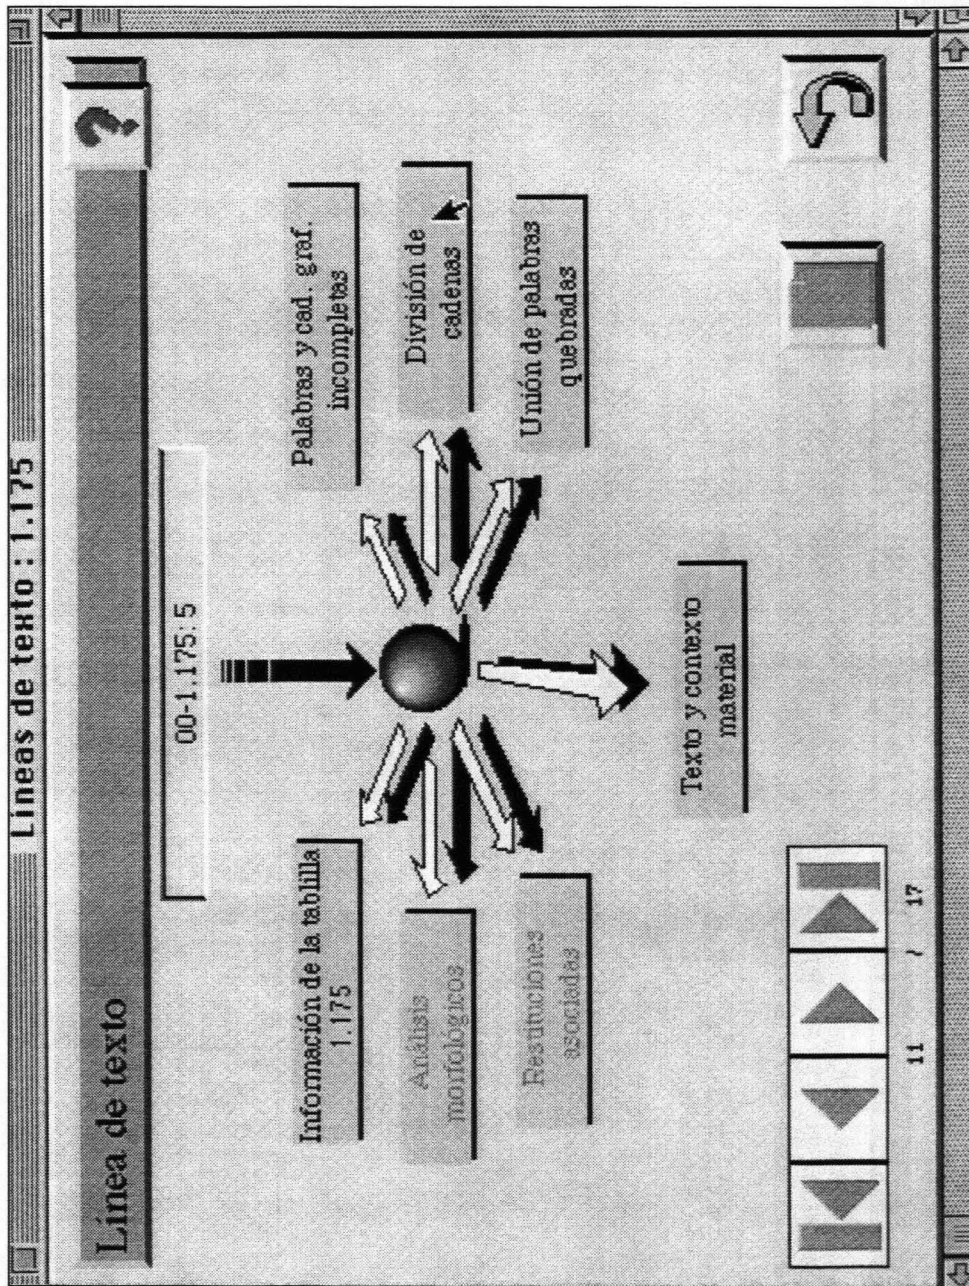 Líneas de texto : 1.175
Línea de texto
?
00-1.175: 5
Información de la tablilla
1.175
Análisis
morfológicos
Restituciones
asociadas
Palabras y cad. graf.
incompletas
División de
cadenas
Unión de palabras
quebradas
Texto y contexto
material
11 / 17